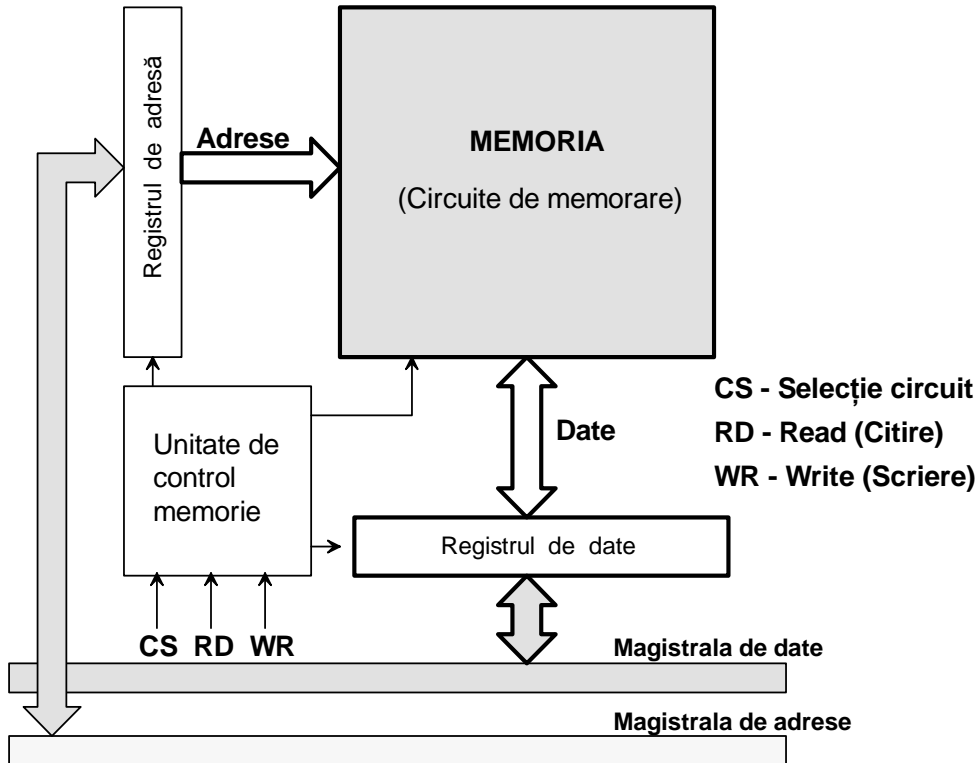 Registrul de adresă
Adrese
MEMORIA
(Circuite de memorare)
CS - Selecție circuit
RD - Read (Citire)
WR - Write (Scriere)
Date
Unitate de
control
memorie
Registrul de date
CS RD WR
Magistrala de date
Magistrala de adrese